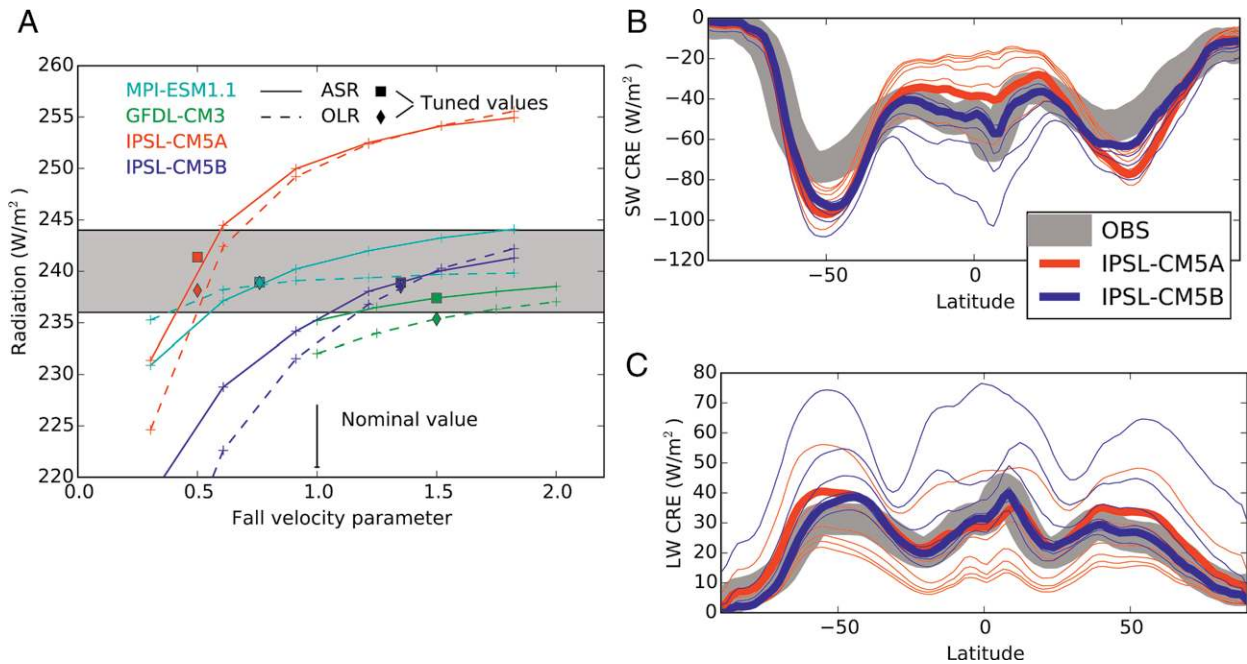 A
260
255
250
245
240
235
230
225
220
Radiation (W/m²)
MPI-ESM1.1
GFDL-CM3
IPSL-CM5A
IPSL-CM5B
ASR
OLR
Tuned values
Nominal value
0.0
0.5
1.0
1.5
2.0
Fall velocity parameter
B
0
−20
−40
−60
−80
−100
−120
SW CRE (W/m²)
−50
0
Latitude
OBS
IPSL-CM5A
IPSL-CM5B
C
80
70
60
50
40
30
20
10
0
LW CRE (W/m²)
−50
0
50
Latitude